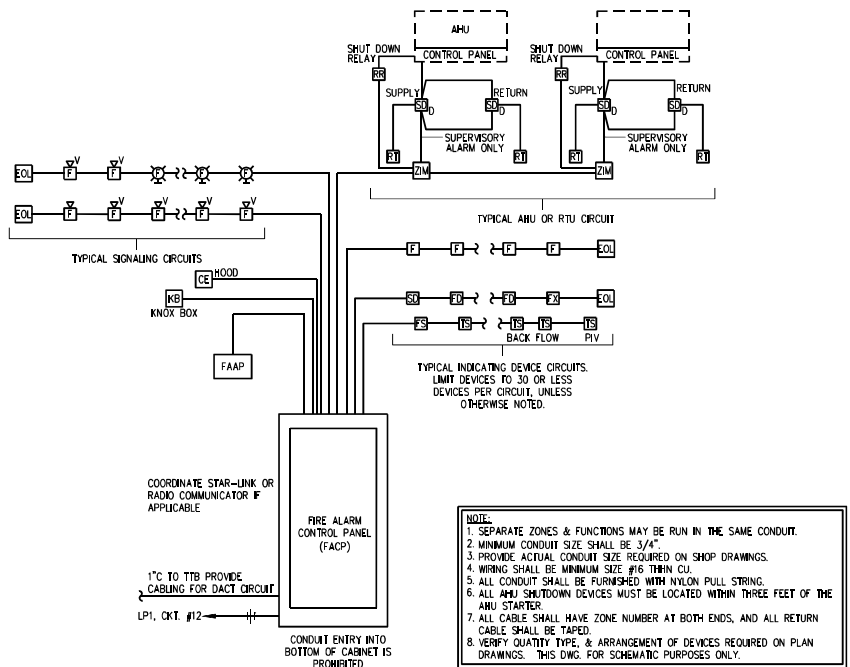 AHU
SHUT DOWN
RELAY
CONTROL PANEL
SHUT DOWN
RELAY
CONTROL PANEL
RR
RR
SUPPLY
RETURN
SUPPLY
RETURN
SD
D
SD
D
SD
D
SD
D
SUPERVISORY
ALARM ONLY
SUPERVISORY
ALARM ONLY
RT
RT
RT
RT
ZIM
ZIM
TYPICAL AHU OR RTU CIRCUIT
V
V
EOL
F
F
F
F
F
V
V
V
V
V
EOL
F
F
F
F
F
TYPICAL SIGNALING CIRCUITS
CE
HOOD
KB
KNOX BOX
FAAP
F
F
F
F
EOL
SD
FD
FD
FX
EOL
FS
TS
TS
TS
TS
BACK FLOW
PIV
TYPICAL INDICATING DEVICE CIRCUITS.
LIMIT DEVICES TO 30 OR LESS
DEVICES PER CIRCUIT, UNLESS
OTHERWISE NOTED.
COORDINATE STAR-LINK OR
RADIO COMMUNICATOR IF
APPLICABLE
FIRE ALARM
CONTROL PANEL
(FACP)
1"C TO TTB PROVIDE
CABLING FOR DACT CIRCUIT
LP1, CKT. #12
CONDUIT ENTRY INTO
BOTTOM OF CABINET IS
PROHIBITED
NOTE:
1. SEPARATE ZONES & FUNCTIONS MAY BE RUN IN THE SAME CONDUIT.
2. MINIMUM CONDUIT SIZE SHALL BE 3/4".
3. PROVIDE ACTUAL CONDUIT SIZE REQUIRED ON SHOP DRAWINGS.
4. WIRING SHALL BE MINIMUM SIZE #16 THHN CU.
5. ALL CONDUIT SHALL BE FURNISHED WITH NYLON PULL STRING.
6. ALL AHU SHUTDOWN DEVICES MUST BE LOCATED WITHIN THREE FEET OF THE
AHU STARTER.
7. ALL CABLE SHALL HAVE ZONE NUMBER AT BOTH ENDS, AND ALL RETURN
CABLE SHALL BE TAPED.
8. VERIFY QUATITY TYPE, & ARRANGEMENT OF DEVICES REQUIRED ON PLAN
DRAWINGS. THIS DWG. FOR SCHEMATIC PURPOSES ONLY.